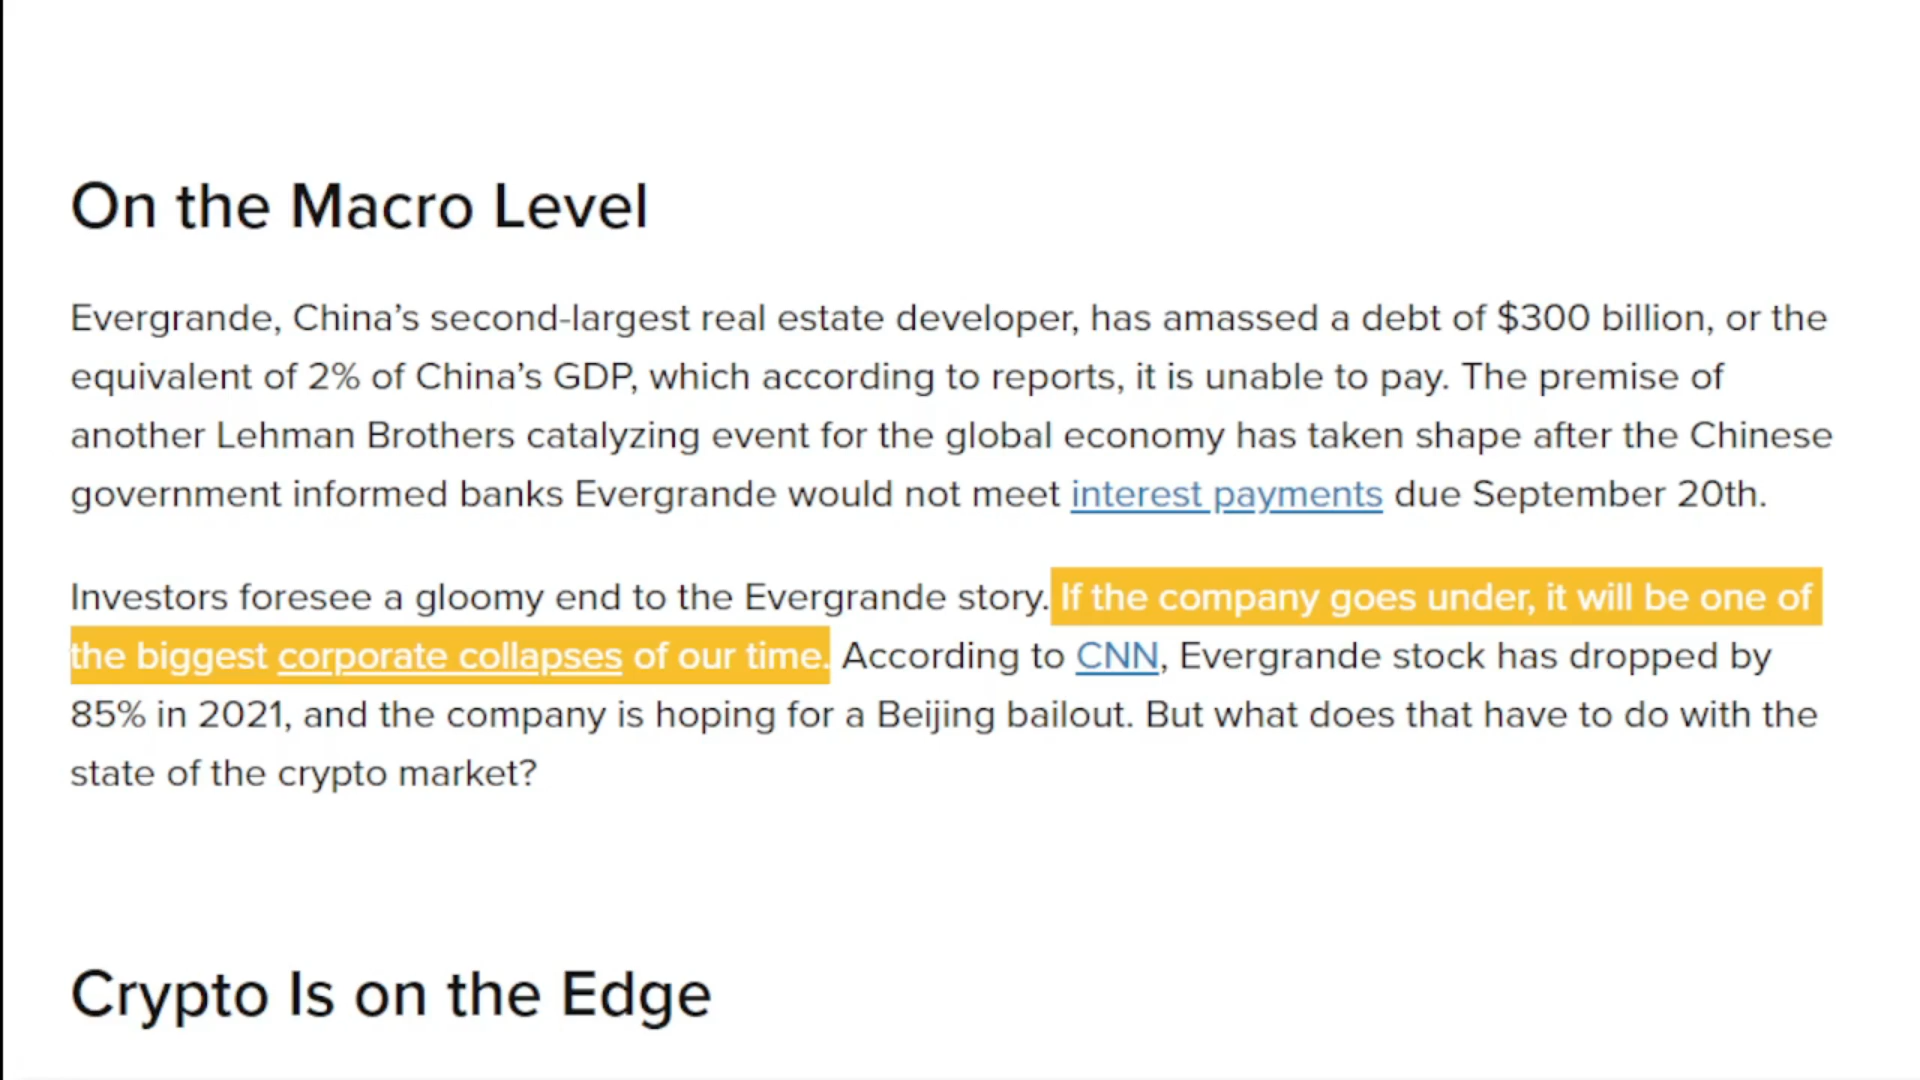 On the Macro Level
Evergrande, China’s second-largest real estate developer, has amassed a debt of $300 billion, or the
equivalent of 2% of China’s GDP, which according to reports, it is unable to pay. The premise of
another Lehman Brothers catalyzing event for the global economy has taken shape after the Chinese
government informed banks Evergrande would not meet interest payments due September 20th.
Investors foresee a gloomy end to the Evergrande story. If the company goes under, it will be one of
the biggest corporate collapses of our time. According to CNN, Evergrande stock has dropped by
85% in 2021, and the company is hoping for a Beijing bailout. But what does that have to do with the
state of the crypto market?
Crypto Is on the Edge